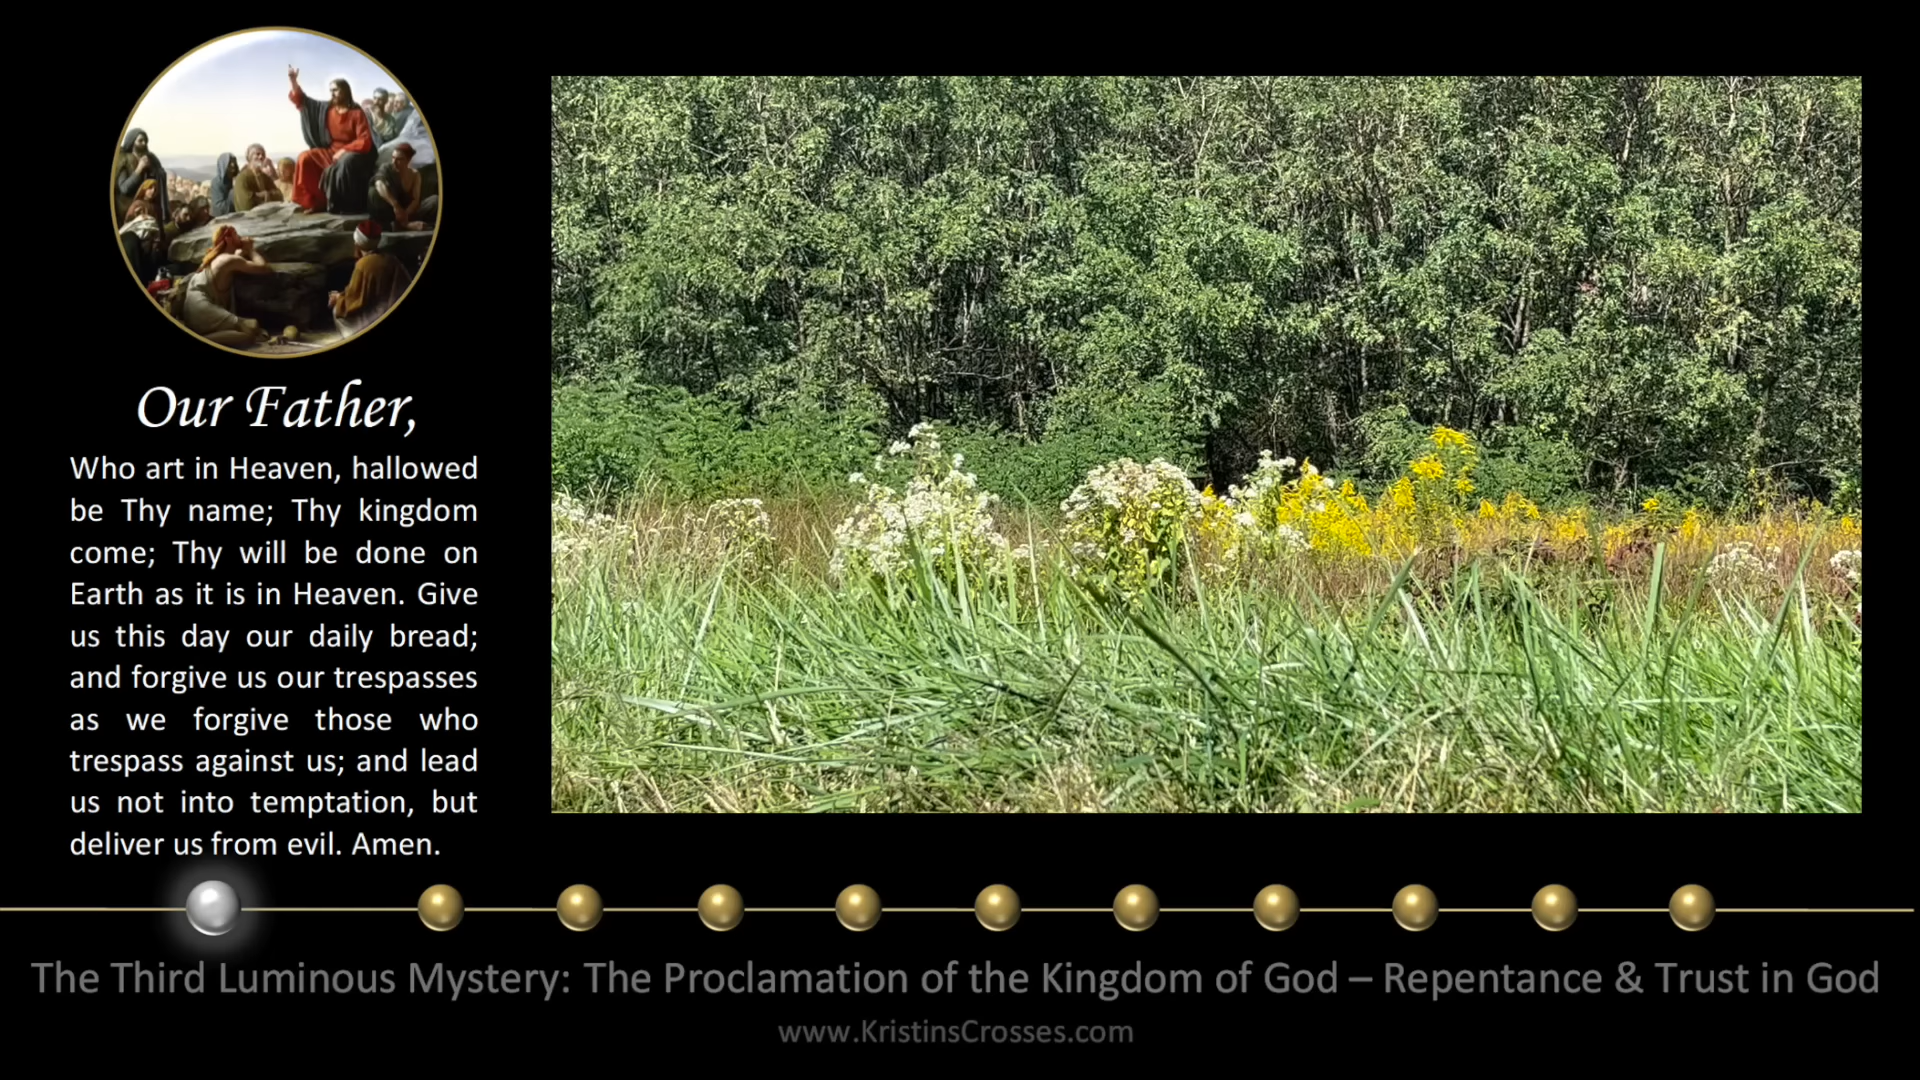 Our Father,
Who art in Heaven, hallowed
be Thy name; Thy kingdom
come; Thy will be done on
Earth as it is in Heaven. Give
us this day our daily bread;
and forgive us our trespasses
as we forgive those who
trespass against us; and lead
us not into temptation, but
deliver us from evil. Amen.
The Third Luminous Mystery: The Proclamation of the Kingdom of God – Repentance & Trust in God
www.KristinsCrosses.com